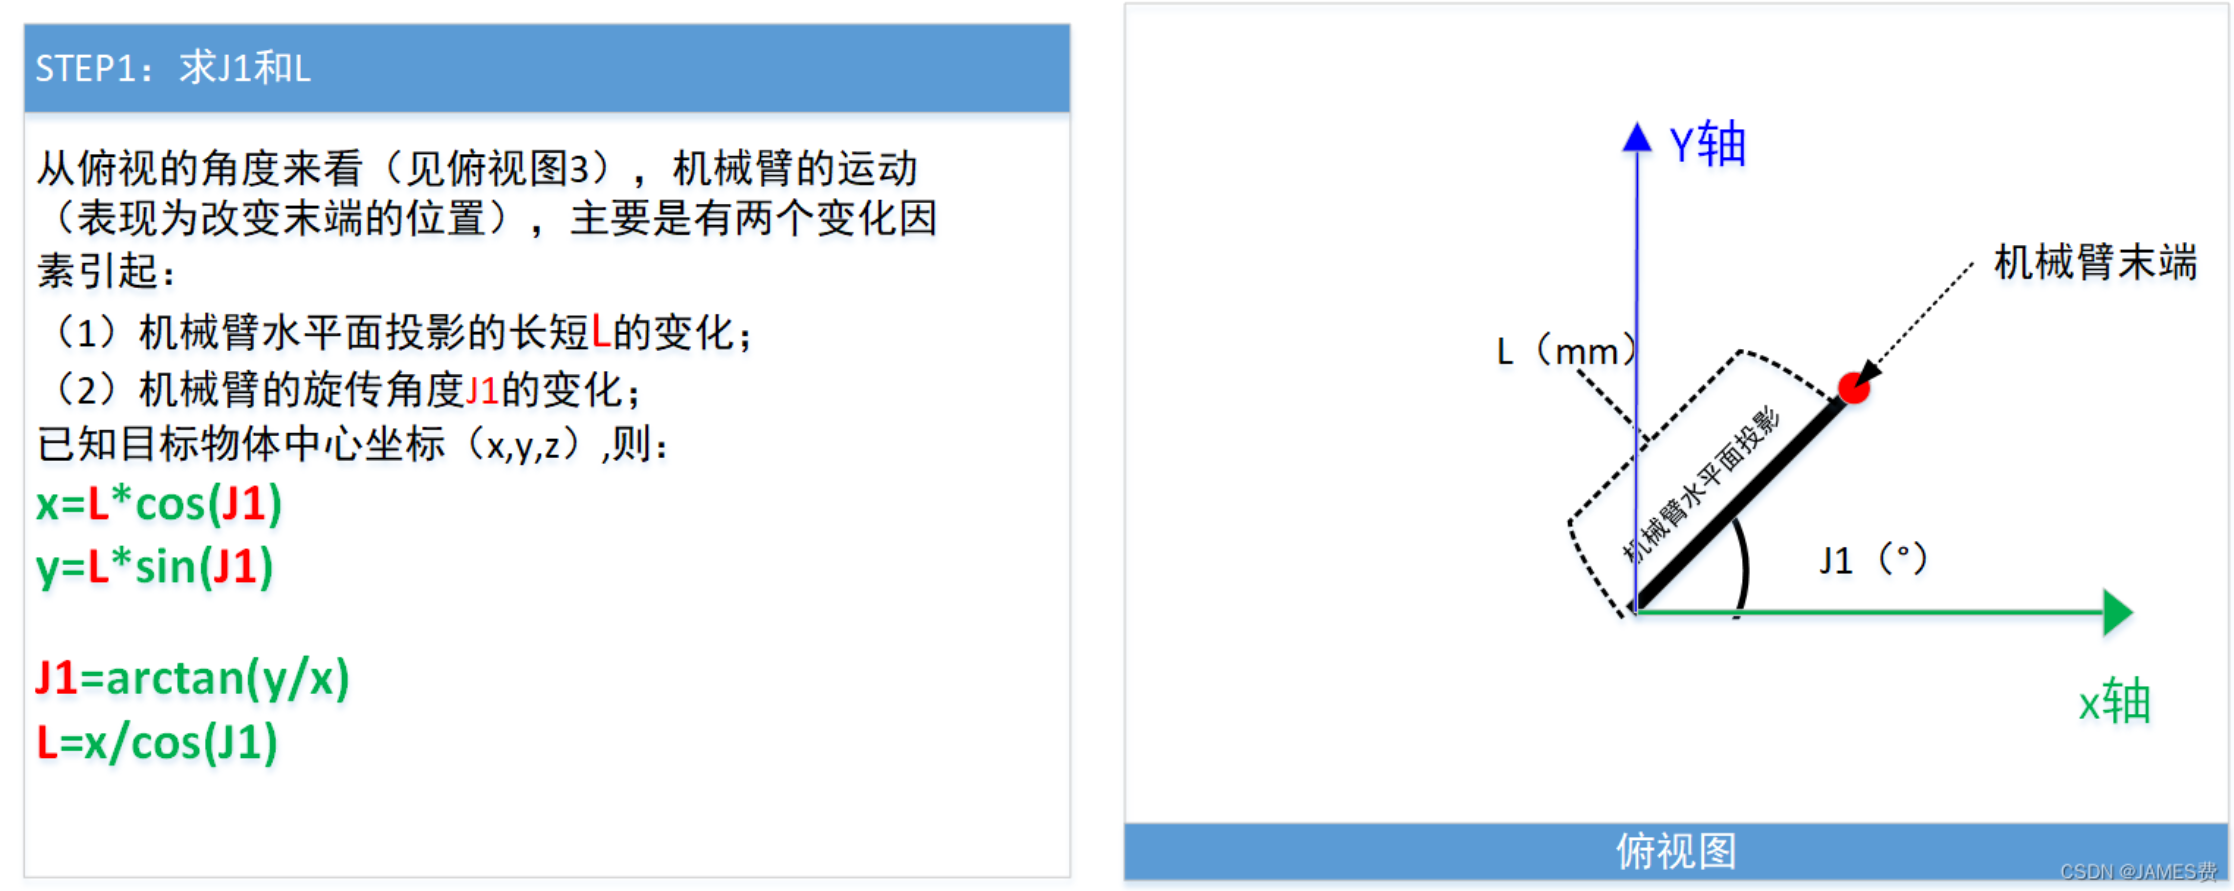 STEP1：求J1和L
从俯视的角度来看（见俯视图3），机械臂的运动
（表现为改变末端的位置），主要是有两个变化因
素引起：
（1）机械臂水平面投影的长短L的变化；
（2）机械臂的旋传角度J1的变化；
已知目标物体中心坐标（x,y,z）,则：
x=L*cos(J1)
y=L*sin(J1)
J1=arctan(y/x)
L=x/cos(J1)
Y轴
机械臂末端
L（mm）
机械臂水平面投影
J1（°）
x轴
俯视图
CSDN @JAMES费